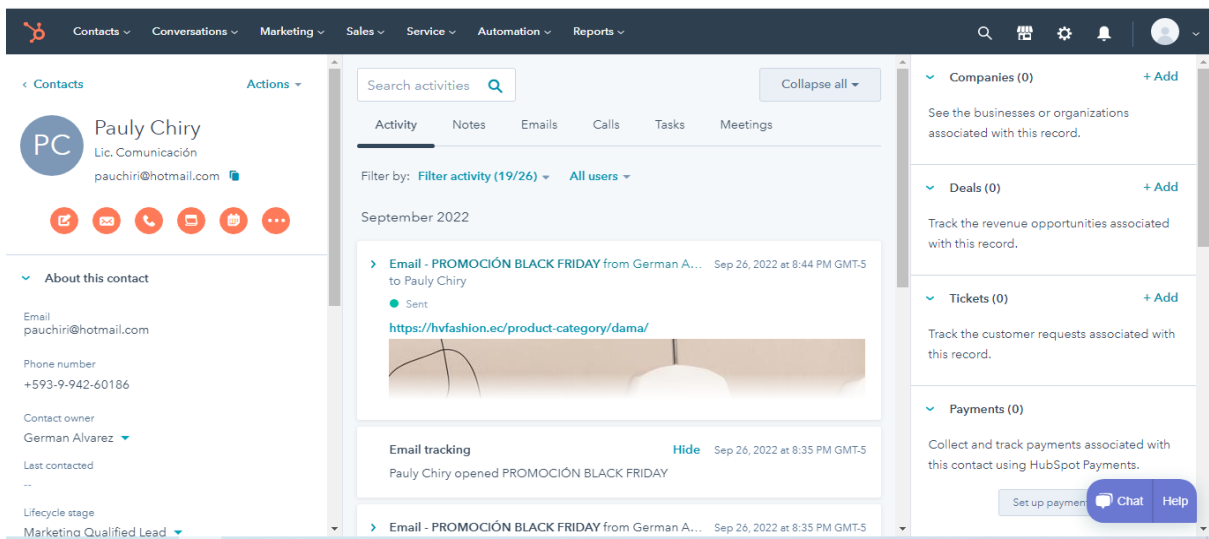 Contacts Conversations Marketing Sales Service Automation Reports
Contacts
Actions
PC
Pauly Chiry
Lic. Comunicación
pauchiri@hotmail.com
About this contact
Email
pauchiri@hotmail.com
Phone number
+593-9-942-60186
Contact owner
German Alvarez
Last contacted
--
Lifecycle stage
Marketing Qualified Lead
Search activities
Collapse all
Activity Notes Emails Calls Tasks Meetings
Filter by: Filter activity (19/26) All users
September 2022
Email - PROMOCIÓN BLACK FRIDAY from German A... Sep 26, 2022 at 8:44 PM GMT-5
to Pauly Chiry
Sent
https://hvfashion.ec/product-category/dama/
Email tracking Hide Sep 26, 2022 at 8:35 PM GMT-5
Pauly Chiry opened PROMOCIÓN BLACK FRIDAY
Email - PROMOCIÓN BLACK FRIDAY from German A... Sep 26, 2022 at 8:35 PM GMT-5
Companies (0) + Add
See the businesses or organizations
associated with this record.
Deals (0) + Add
Track the revenue opportunities associated
with this record.
Tickets (0) + Add
Track the customer requests associated with
this record.
Payments (0)
Collect and track payments associated with
this contact using HubSpot Payments.
Set up paymen
Chat Help